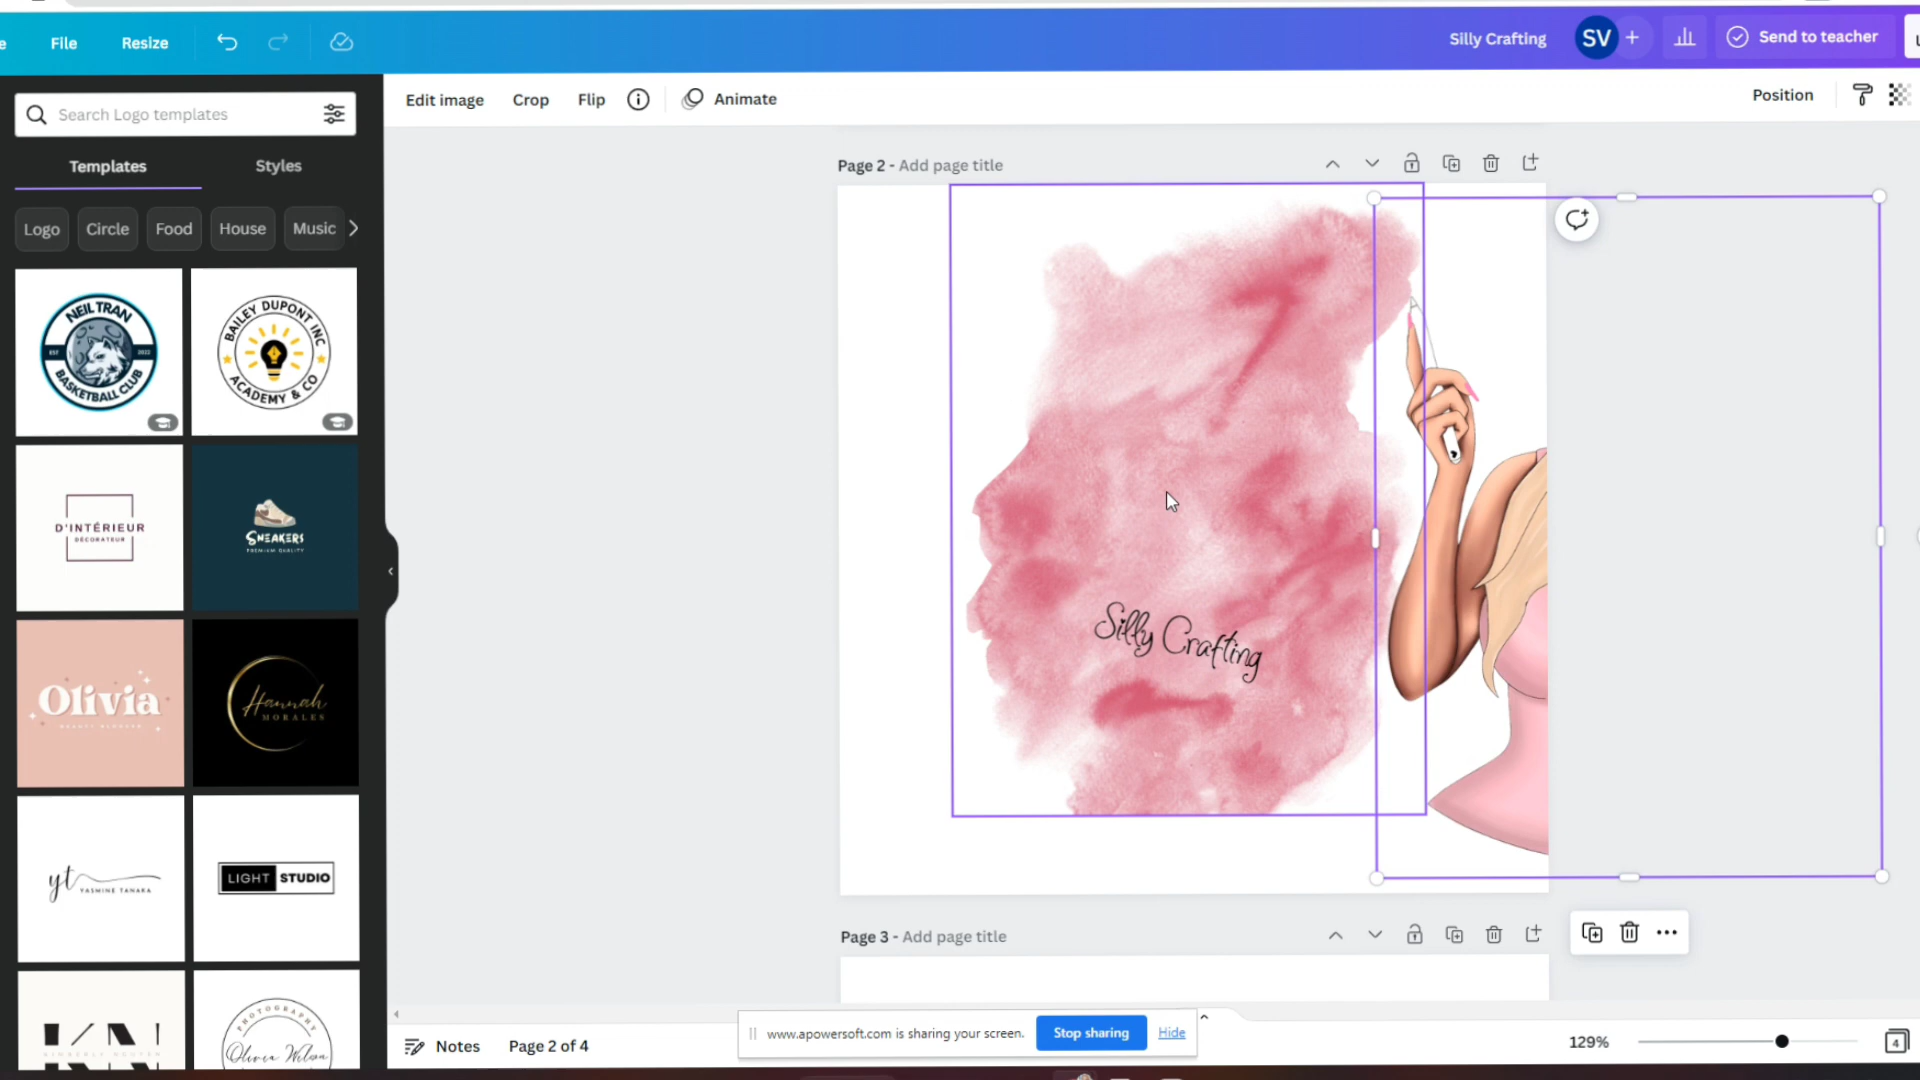 File
Resize
Silly Crafting
SV
Send to teacher
Search Logo templates
Edit image
Crop
Flip
Animate
Position
Templates
Styles
Page 2 - Add page title
Logo
Circle
Food
House
Music
NEIL TRAN
EST
2022
BASKETBALL CLUB
BAILEY DUPONT INC
ACADEMY & CO
D'INTÉRIEUR
DÉCORATEUR
SNEAKERS
PREMIUM QUALITY
Silly Crafting
Olivia
BEAUTY BLOGGER
Hannah
MORALES
yt
YASMINE TANAKA
LIGHT STUDIO
Page 3 - Add page title
PHOTOGRAPHY
Olivia Wilson
www.apowersoft.com is sharing your screen.
Stop sharing
Hide
Notes
Page 2 of 4
129%
4